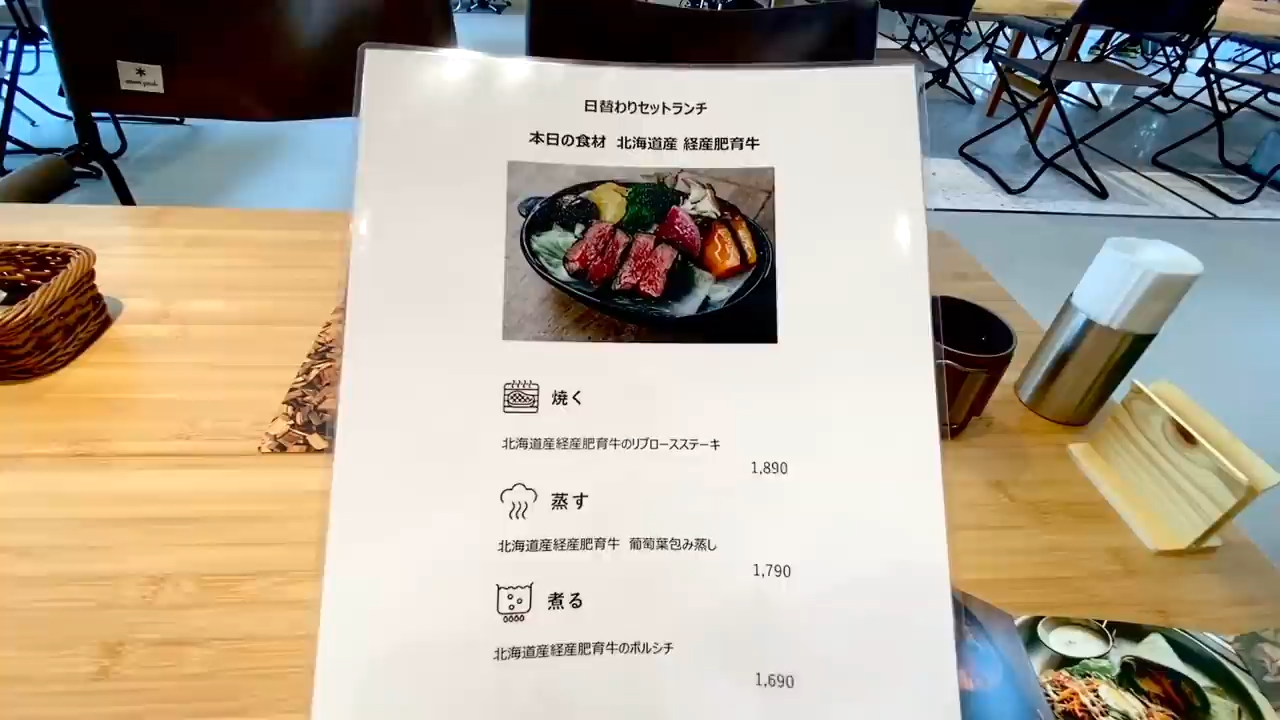 日替わりセットランチ
本日の食材 北海道産 経産肥育牛
焼く
北海道産経産肥育牛のリブロースステーキ
1,890
蒸す
北海道産経産肥育牛 葡萄葉包み蒸し
1,790
煮る
北海道産経産肥育牛のボルシチ
1,690
snow peak